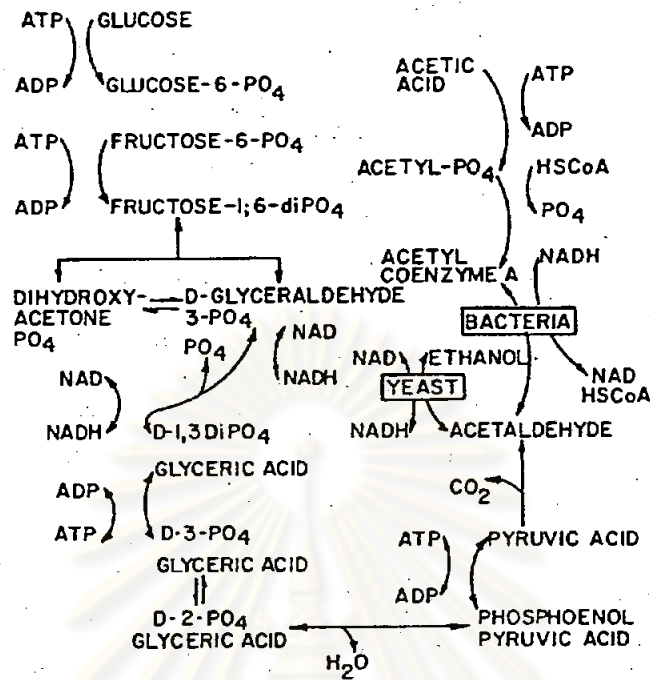 ATP GLUCOSE
ADP GLUCOSE-6-PO4
ATP FRUCTOSE-6-PO4
ADP FRUCTOSE-1;6-diPO4
DIHYDROXY-
ACETONE
PO4
D-GLYCERALDEHYDE
3-PO4
PO4
NAD
NADH
NAD
NADH
D-1,3DiPO4
GLYCERIC ACID
ADP
ATP
D-3-PO4
GLYCERIC ACID
D-2-PO4
GLYCERIC ACID
H2O
ACETIC
ACID
ATP
ADP
ACETYL-PO4
HSCoA
PO4
ACETYL
COENZYME A
NADH
BACTERIA
NAD
HSCoA
NAD ETHANOL
YEAST
NADH ACETALDEHYDE
CO2
ATP PYRUVIC ACID
ADP
PHOSPHOENOL
PYRUVIC ACID